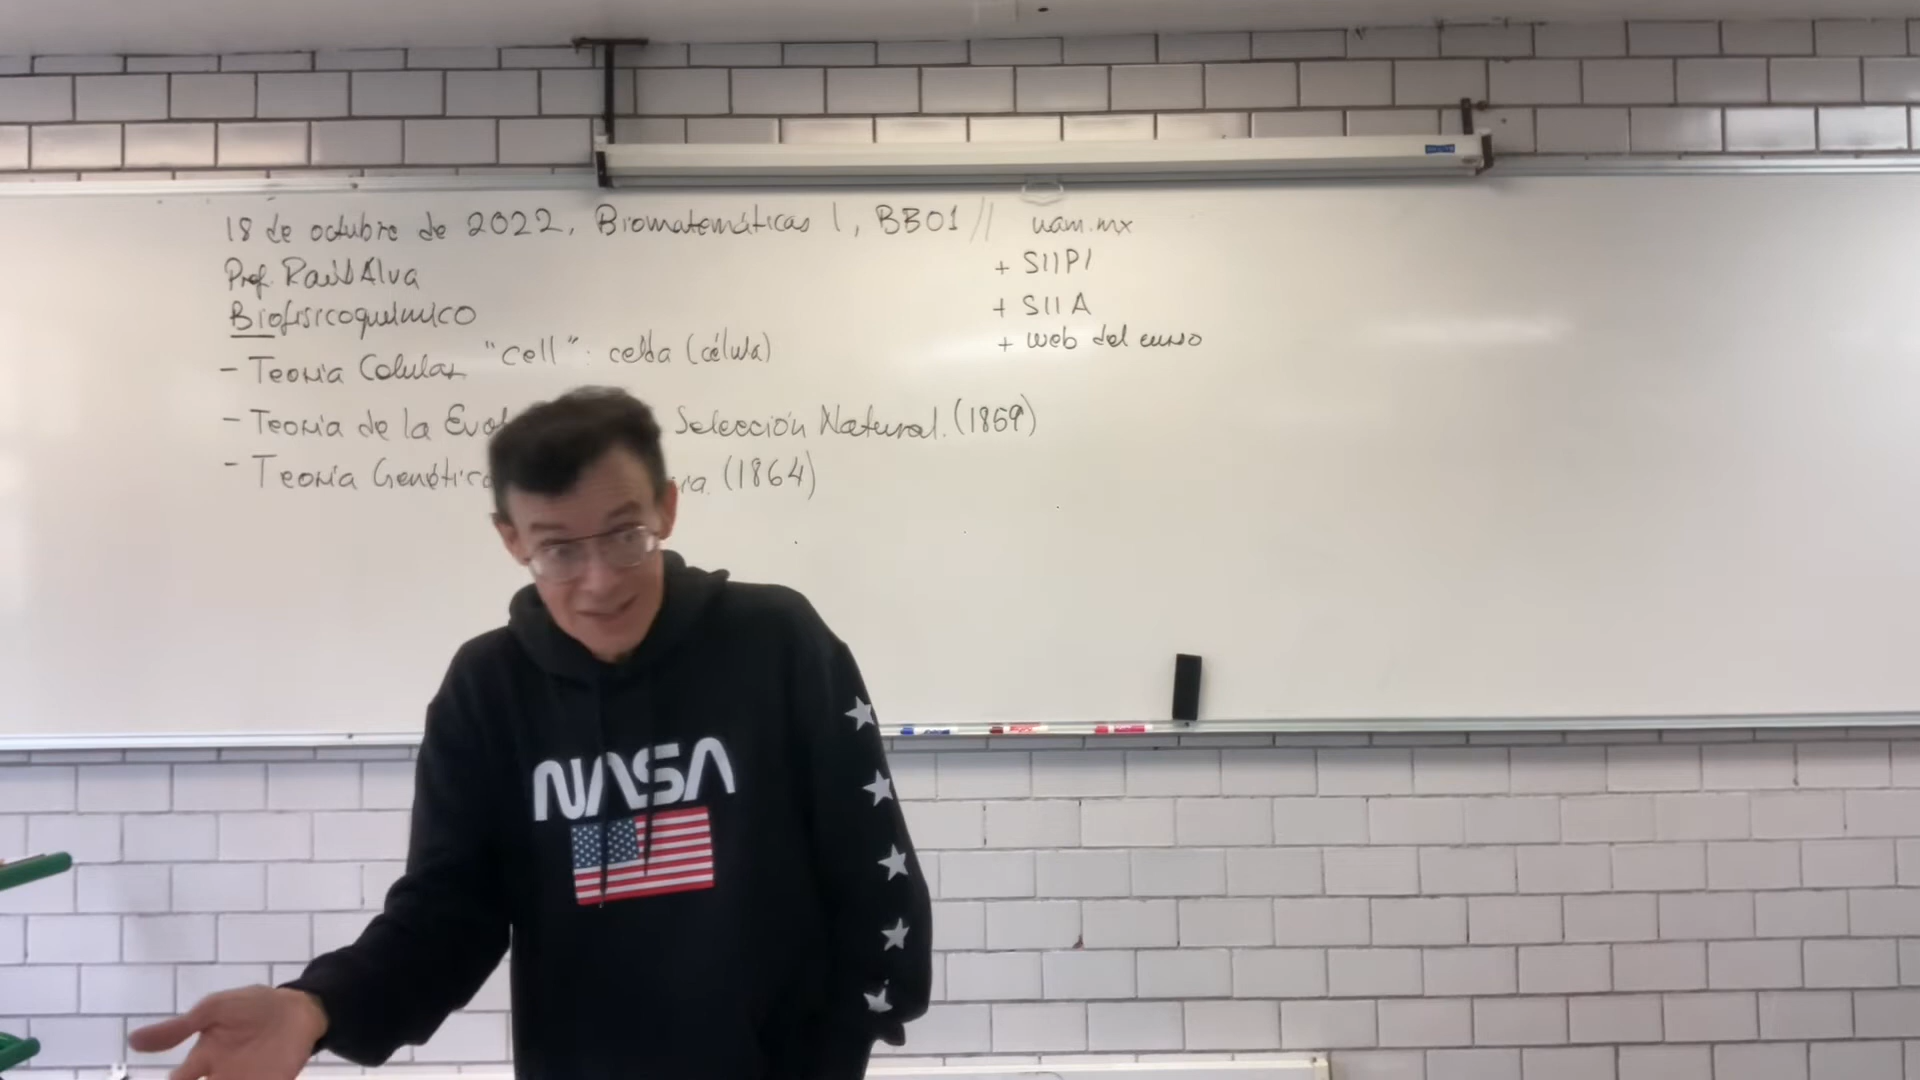 18 de octubre de 2022, Biomatemáticas I, BB01 //
Prof. Raúl Alva
Biofisicoquímico
- Teoría Celular "cell": celda (célula)
- Teoría de la Evol Selección Natural. (1859)
- Teoría Genética (1864)
uam.mx
+ SIIPI
+ SIIA
+ web del curso
NASA